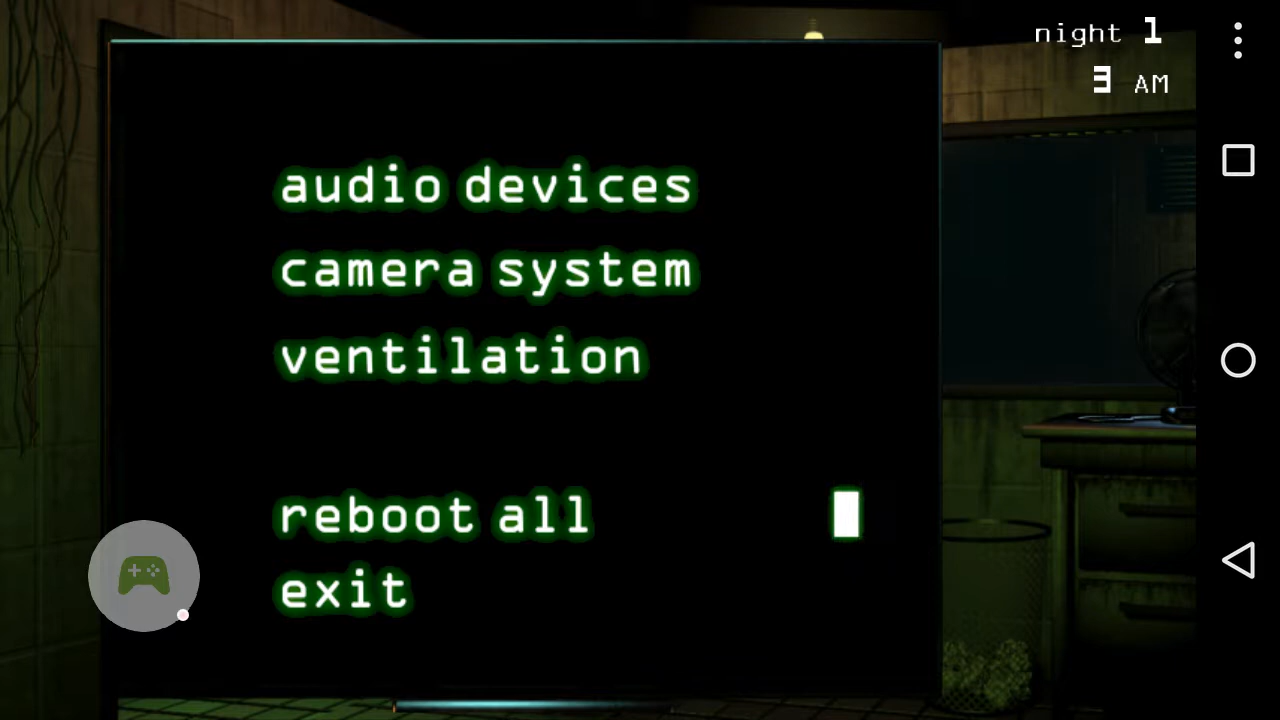 night 1
3 AM
audio devices
camera system
ventilation
reboot all
exit